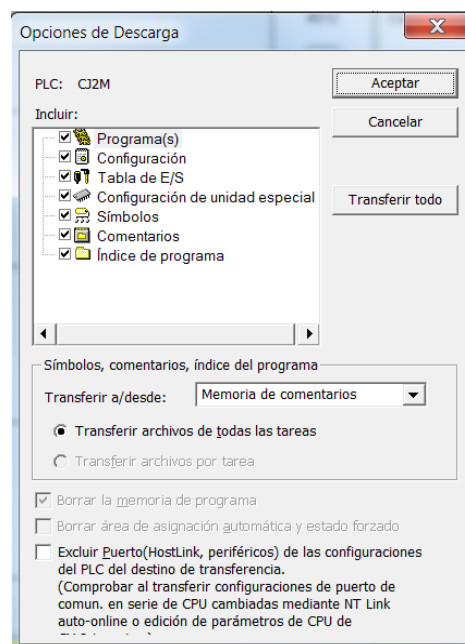 Opciones de Descarga
PLC: CJ2M
Aceptar
Incluir:
Cancelar
Programa(s)
Configuración
Tabla de E/S
Configuración de unidad especial
Transferir todo
Símbolos
Comentarios
Índice de programa
Símbolos, comentarios, índice del programa
Transferir a/desde: Memoria de comentarios
Transferir archivos de todas las tareas
Transferir archivos por tarea
Borrar la memoria de programa
Borrar área de asignación automática y estado forzado
Excluir Puerto(HostLink, periféricos) de las configuraciones
del PLC del destino de transferencia.
(Comprobar al transferir configuraciones de puerto de
comun. en serie de CPU cambiadas mediante NT Link
auto-online o edición de parámetros de CPU de